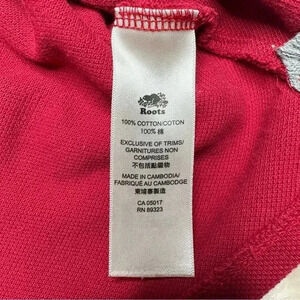 Roots
100% COTTON/COTON
100% 棉
EXCLUSIVE OF TRIMS/
GARNITURES NON
COMPRISES
不包括點綴物
MADE IN CAMBODIA/
FABRIQUÉ AU CAMBODGE
柬埔寨製造
CA 05017
RN 89323